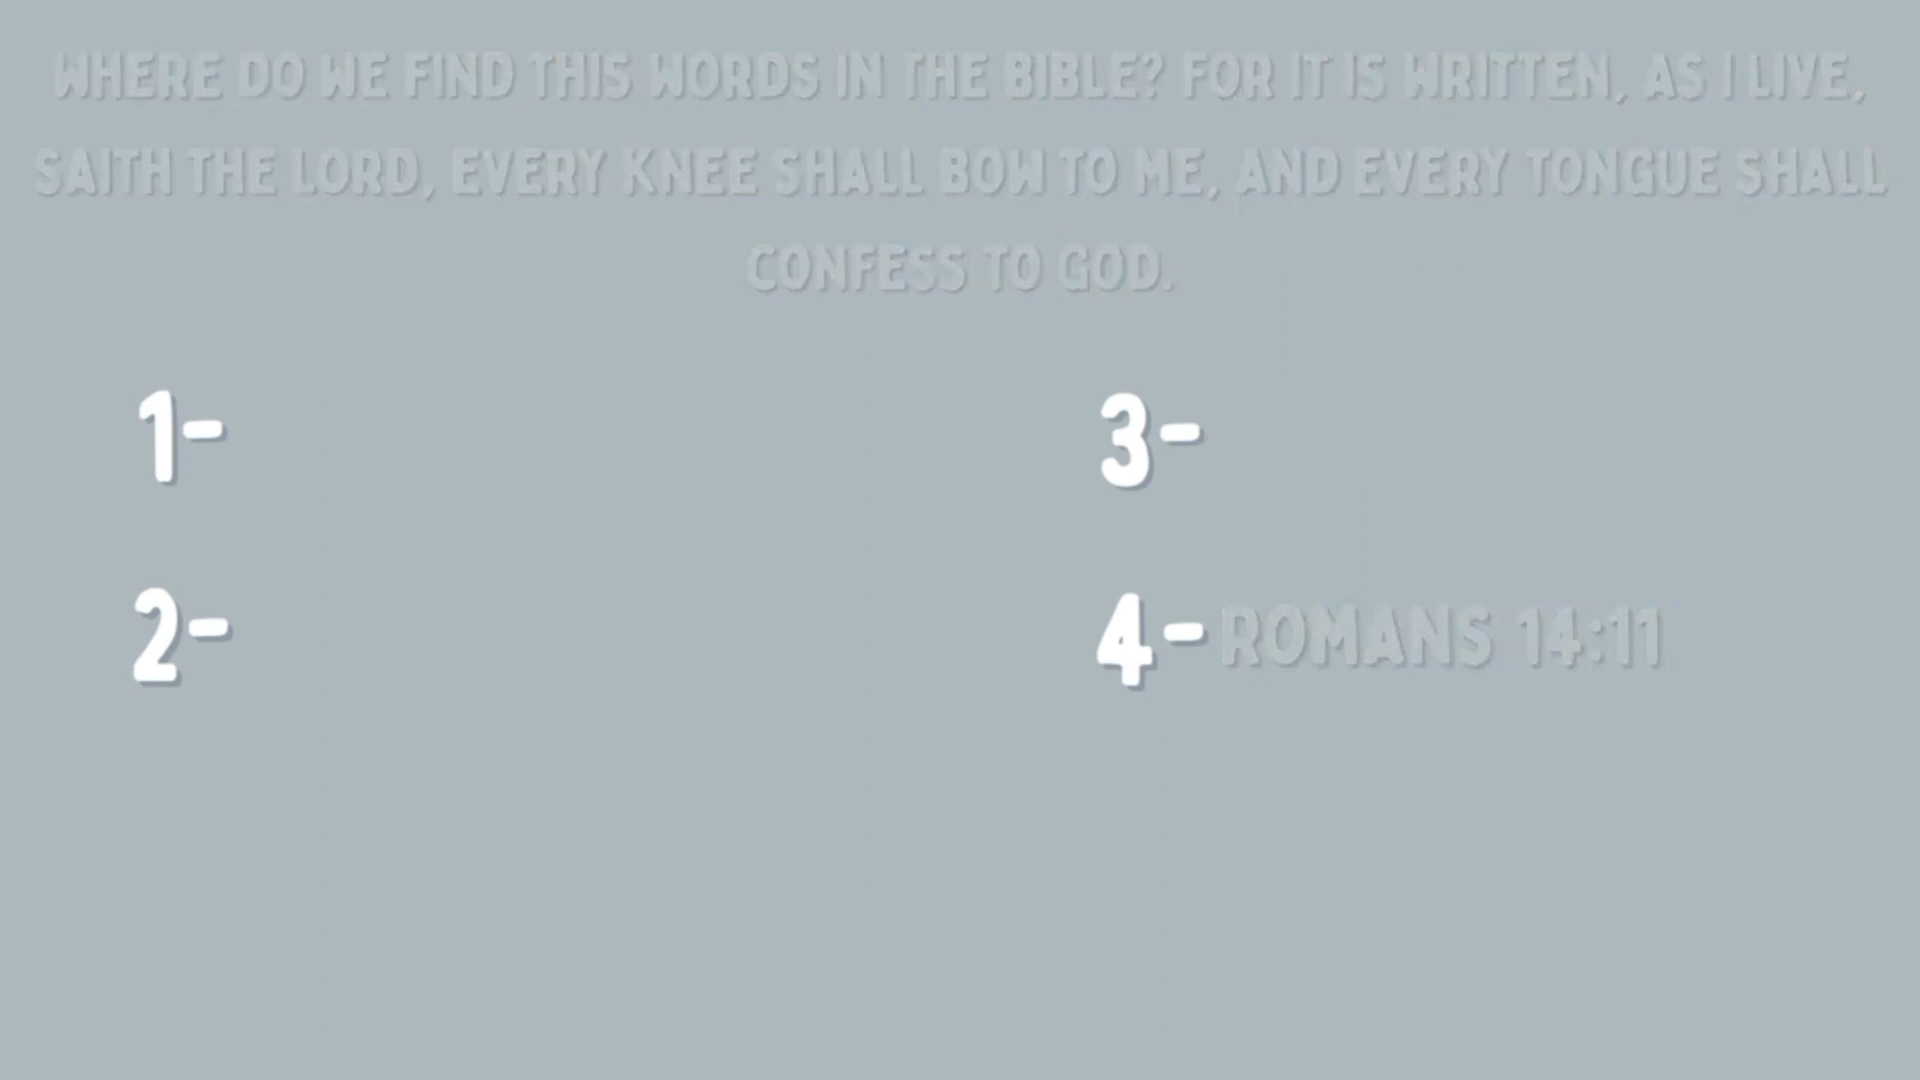 WHERE DO WE FIND THIS WORDS IN THE BIBLE? FOR IT IS WRITTEN, AS I LIVE,
SAITH THE LORD, EVERY KNEE SHALL BOW TO ME, AND EVERY TONGUE SHALL
CONFESS TO GOD.
1-
2-
3-
4- ROMANS 14:11